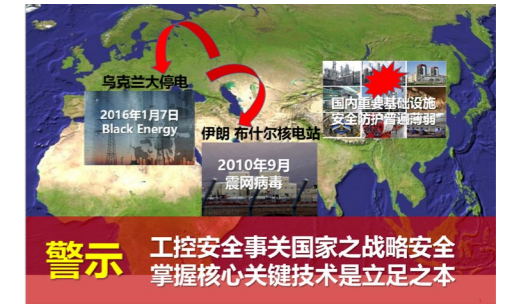 乌克兰大停电
2016年1月7日
Black Energy
伊朗 布什尔核电站
2010年9月
震网病毒
国内重要基础设施
安全防护普遍薄弱
警示
工控安全事关国家之战略安全
掌握核心关键技术是立足之本